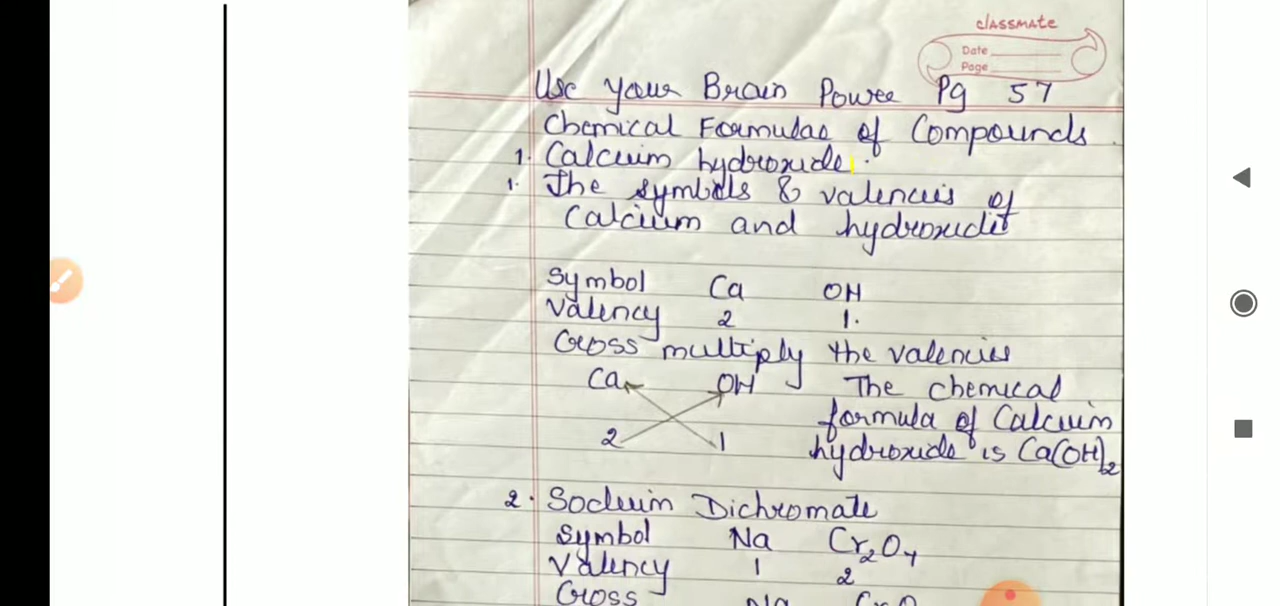 classmate
Date
Page
Use your Brain Power Pg 57
Chemical Formulas of Compounds.
1. Calcium hydroxide.
1. The symbols & valencies of
Calcium and hydroxide
Symbol Ca OH
Valency 2 1.
Cross multiply the valencies
Ca OH The chemical
formula of Calcium
2 1 hydroxide is Ca(OH)2
2. Sodium Dichromate
Symbol Na Cr2O7
Valency 1 2
Cross Na